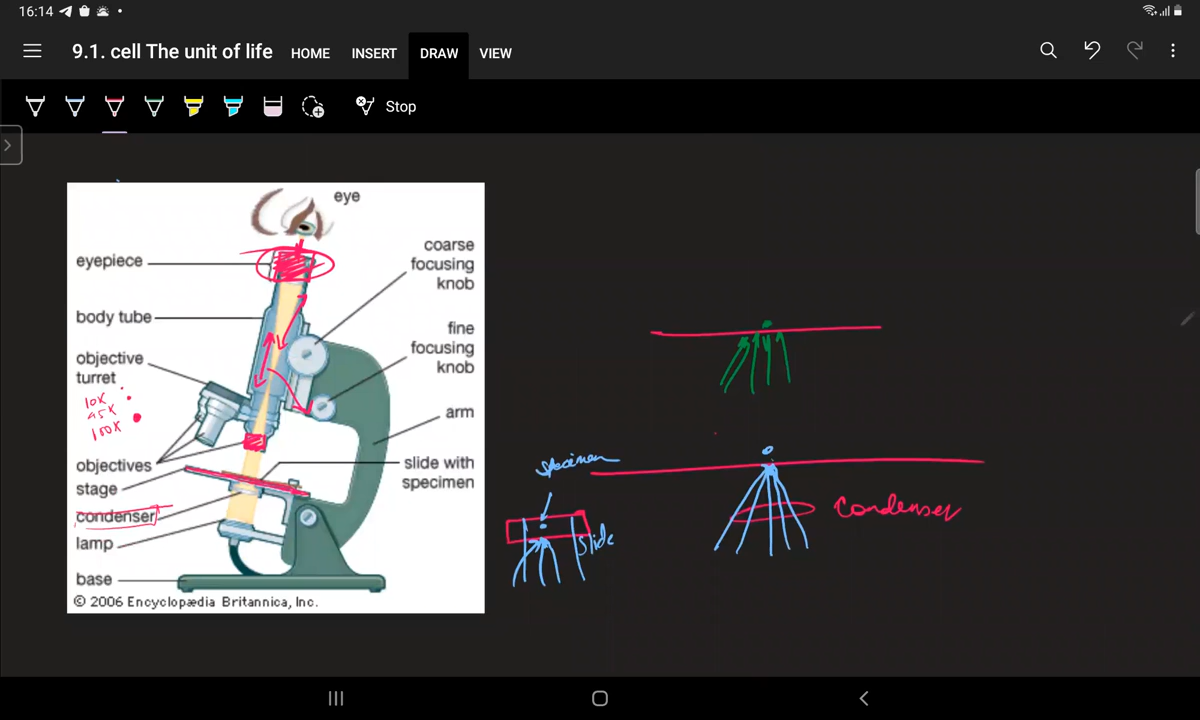 16:14
9.1. cell The unit of life HOME INSERT DRAW VIEW
Stop
eye
eyepiece
coarse
focusing
knob
body tube
fine
focusing
knob
objective
turret
10X
45X
100X
arm
objectives
stage
slide with
specimen
condenser
lamp
base
© 2006 Encyclopædia Britannica, Inc.
specimen
slide
Condenser